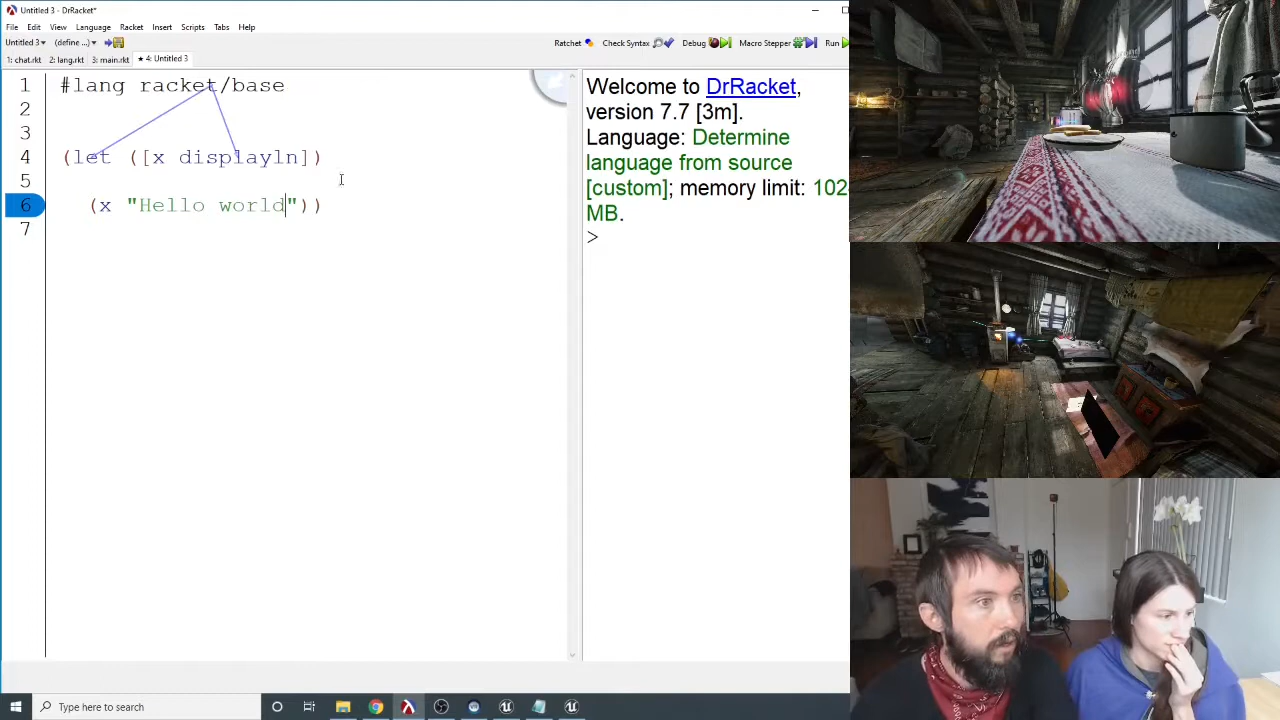 Untitled 3 - DrRacket*
File Edit View Language Racket Insert Scripts Tabs Help
Untitled 3 (define ...) Ratchet Check Syntax Debug Macro Stepper Run
1: chat.rkt 2: lang.rkt 3: main.rkt ★ 4: Untitled 3
1 #lang racket/base
2
3
4 (let ([x displayln])
5
6 (x "Hello world"))
7
Welcome to DrRacket,
version 7.7 [3m].
Language: Determine
language from source
[custom]; memory limit: 102
MB.
>
Type here to search